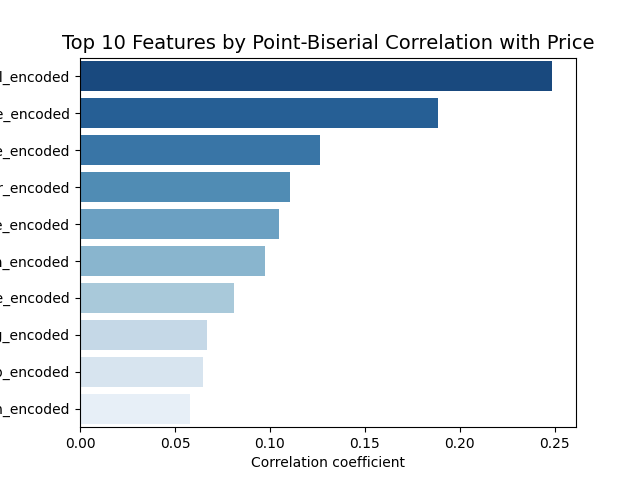 Top 10 Features by Point-Biserial Correlation with Price
l_encoded
e_encoded
e_encoded
r_encoded
e_encoded
n_encoded
e_encoded
g_encoded
o_encoded
n_encoded
0.00 0.05 0.10 0.15 0.20 0.25
Correlation coefficient